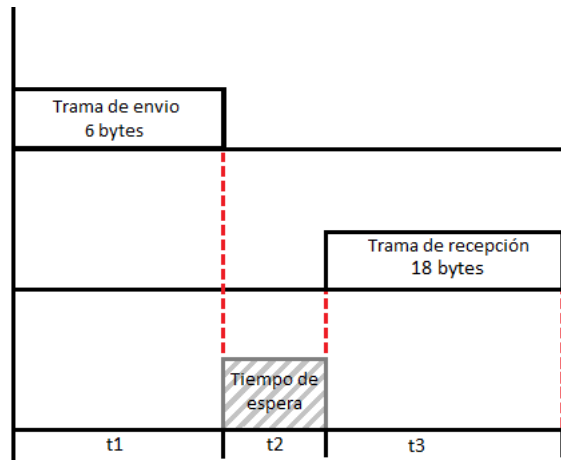 Trama de envio
6 bytes
Trama de recepción
18 bytes
Tiempo de
espera
t1
t2
t3